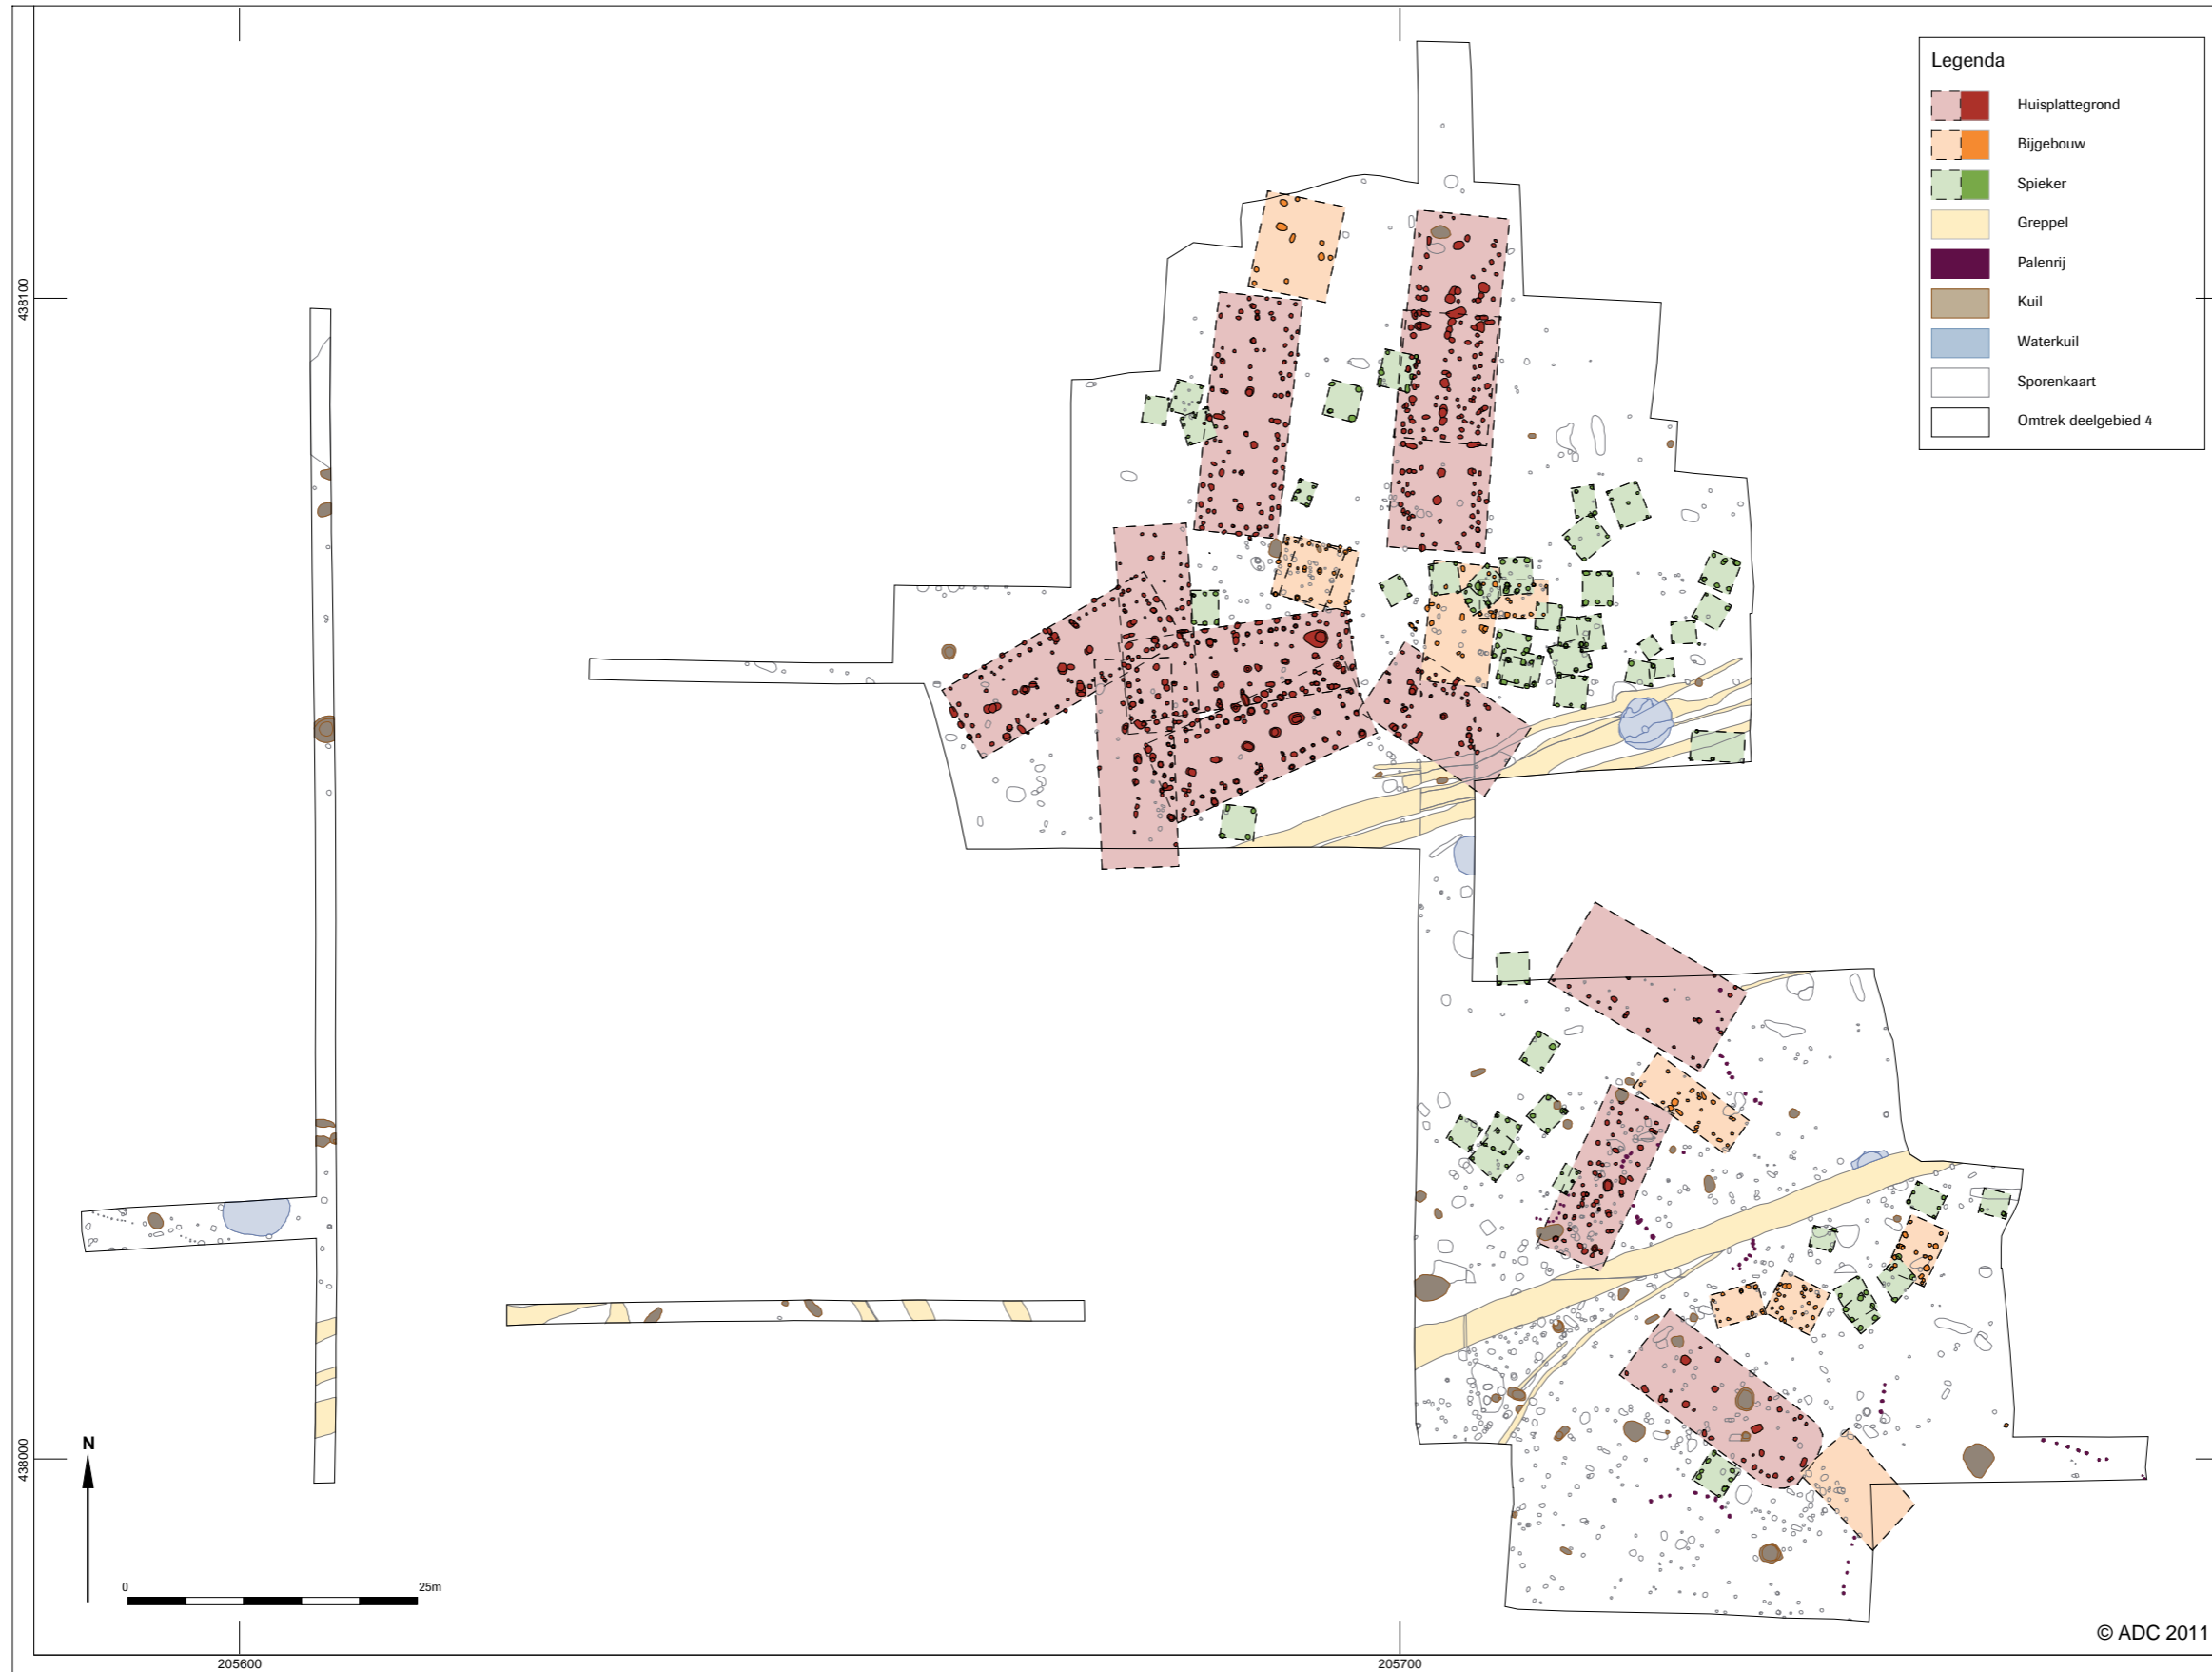 Legenda
Huisplattegrond
Bijgebouw
Spieker
Greppel
Palenrij
Kuil
Waterkuil
Sporenkaart
Omtrek deelgebied 4
438100
438000
N
0 25m
© ADC 2011
205600 205700